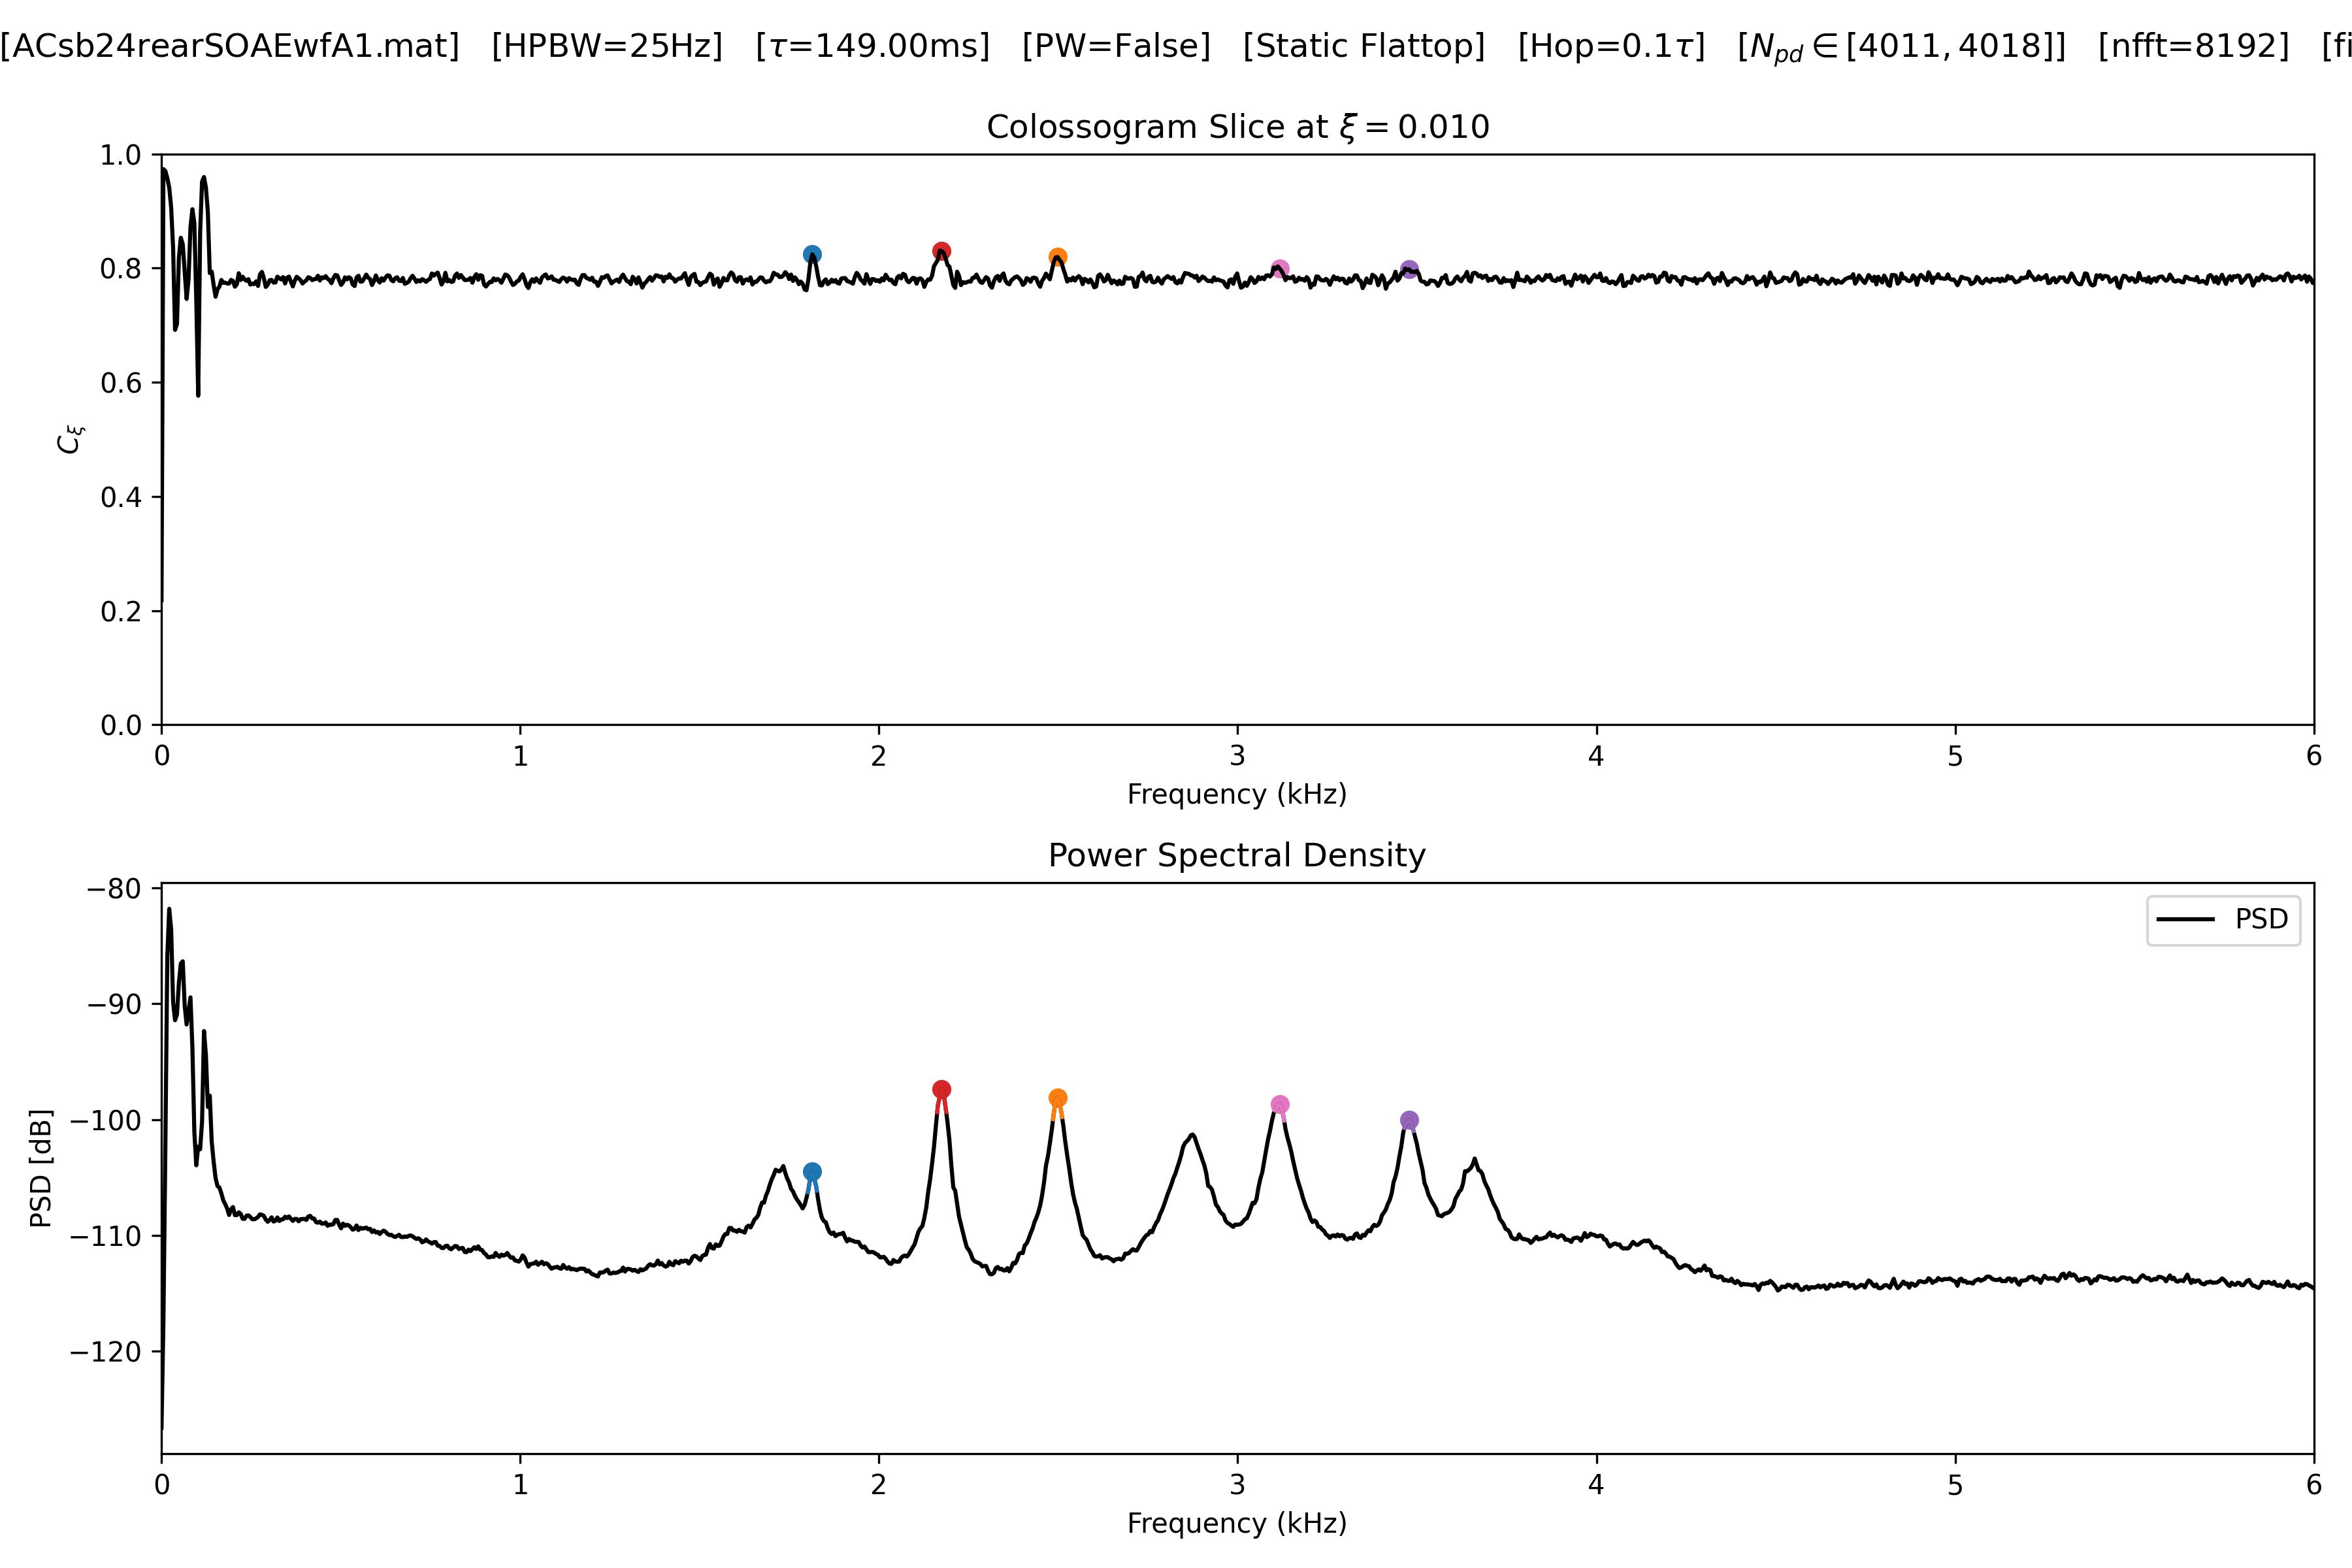 [ACsb24rearSOAEwfA1.mat] [HPBW=25Hz] [τ=149.00ms] [PW=False] [Static Flattop] [Hop=0.1τ] [N_pd ∈ [4011, 4018]] [nfft=8192]
Colossogram Slice at ξ = 0.010
1.0
0.8
0.6
0.4
0.2
0.0
C_ξ
0 1 2 3 4 5 6
Frequency (kHz)
Power Spectral Density
−80
−90
−100
−110
−120
PSD [dB]
PSD
0 1 2 3 4 5 6
Frequency (kHz)